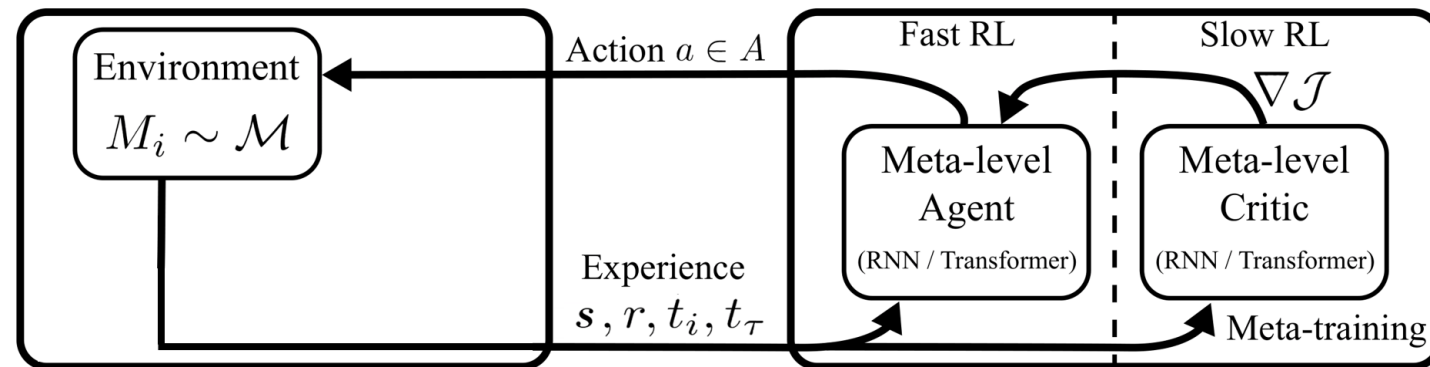 Environment
M_i ∼ ℳ
Action a ∈ A
Experience
s, r, t_i, t_τ
Fast RL
Meta-level
Agent
(RNN / Transformer)
Slow RL
∇𝒥
Meta-level
Critic
(RNN / Transformer)
Meta-training